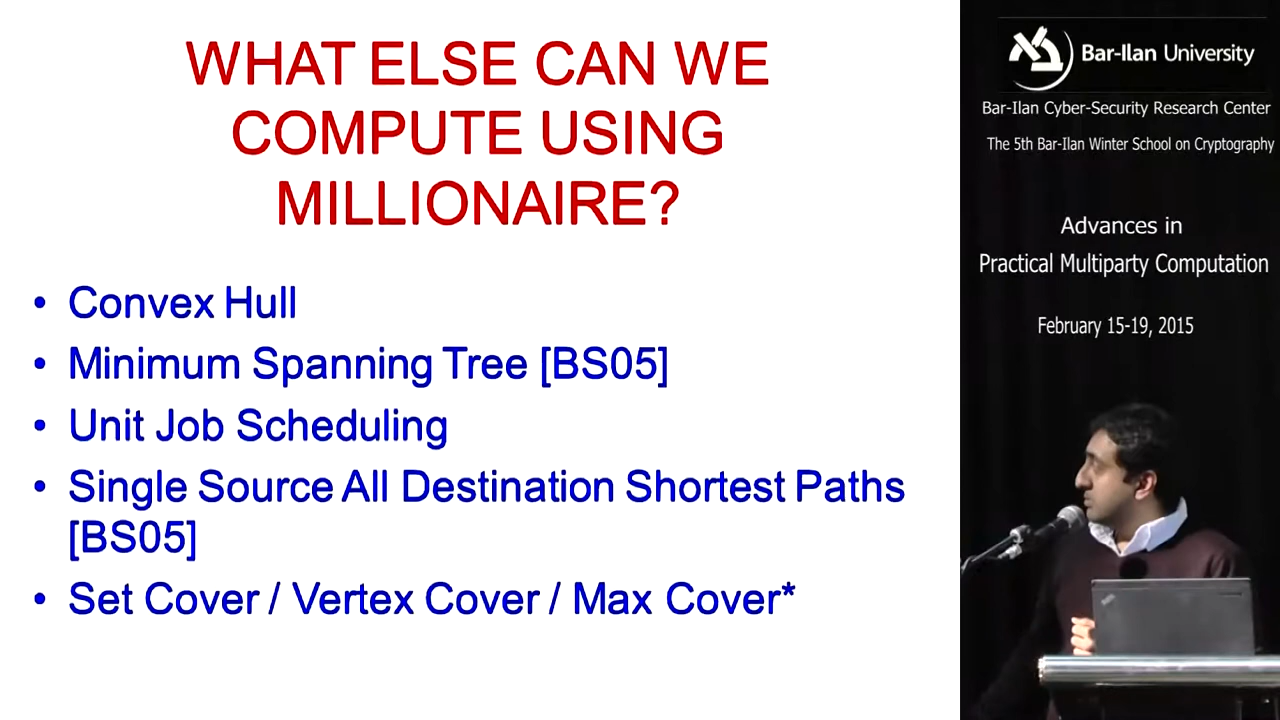 WHAT ELSE CAN WE
COMPUTE USING
MILLIONAIRE?
• Convex Hull
• Minimum Spanning Tree [BS05]
• Unit Job Scheduling
• Single Source All Destination Shortest Paths
[BS05]
• Set Cover / Vertex Cover / Max Cover*
Bar-Ilan University
Bar-Ilan Cyber-Security Research Center
The 5th Bar-Ilan Winter School on Cryptography
Advances in
Practical Multiparty Computation
February 15-19, 2015